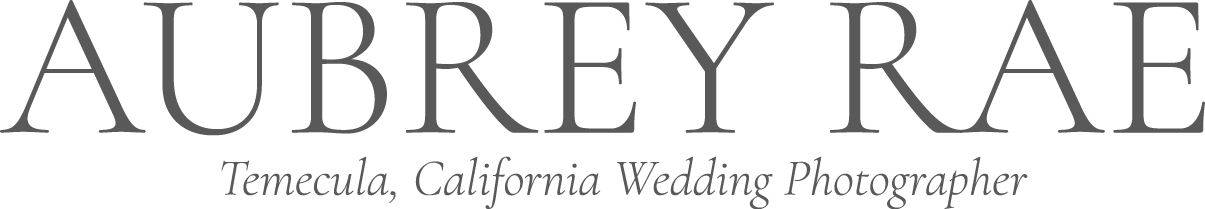 AUBREY RAE
Temecula, California Wedding Photographer